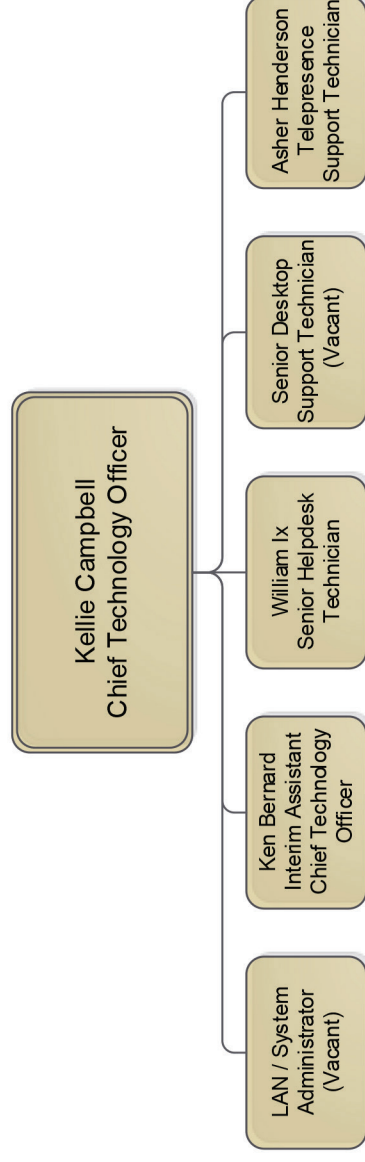 Kellie Campbell
Chief Technology Officer
LAN / System
Administrator
(Vacant)
Ken Bernard
Interim Assistant
Chief Technology
Officer
William Ix
Senior Helpdesk
Technician
Senior Desktop
Support Technician
(Vacant)
Asher Henderson
Telepresence
Support Technician